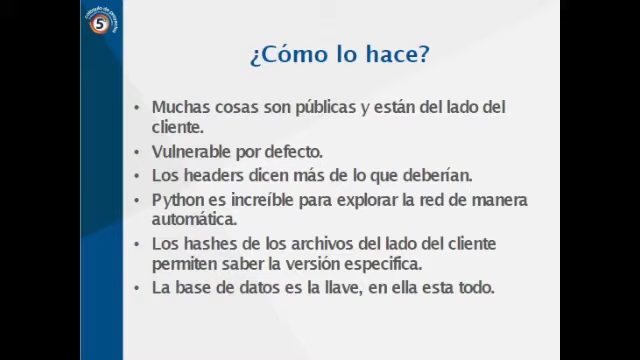 5
¿Cómo lo hace?
• Muchas cosas son públicas y están del lado del
cliente.
• Vulnerable por defecto.
• Los headers dicen más de lo que deberían.
• Python es increíble para explorar la red de manera
automática.
• Los hashes de los archivos del lado del cliente
permiten saber la versión especifica.
• La base de datos es la llave, en ella esta todo.